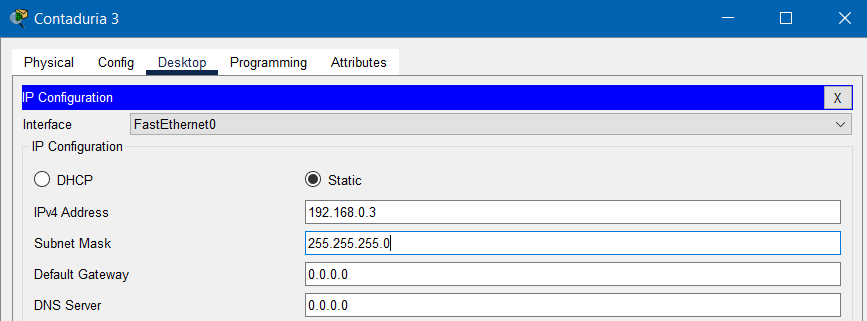 Contaduria 3
Physical Config Desktop Programming Attributes
IP Configuration X
Interface FastEthernet0
IP Configuration
DHCP Static
IPv4 Address 192.168.0.3
Subnet Mask 255.255.255.0
Default Gateway 0.0.0.0
DNS Server 0.0.0.0